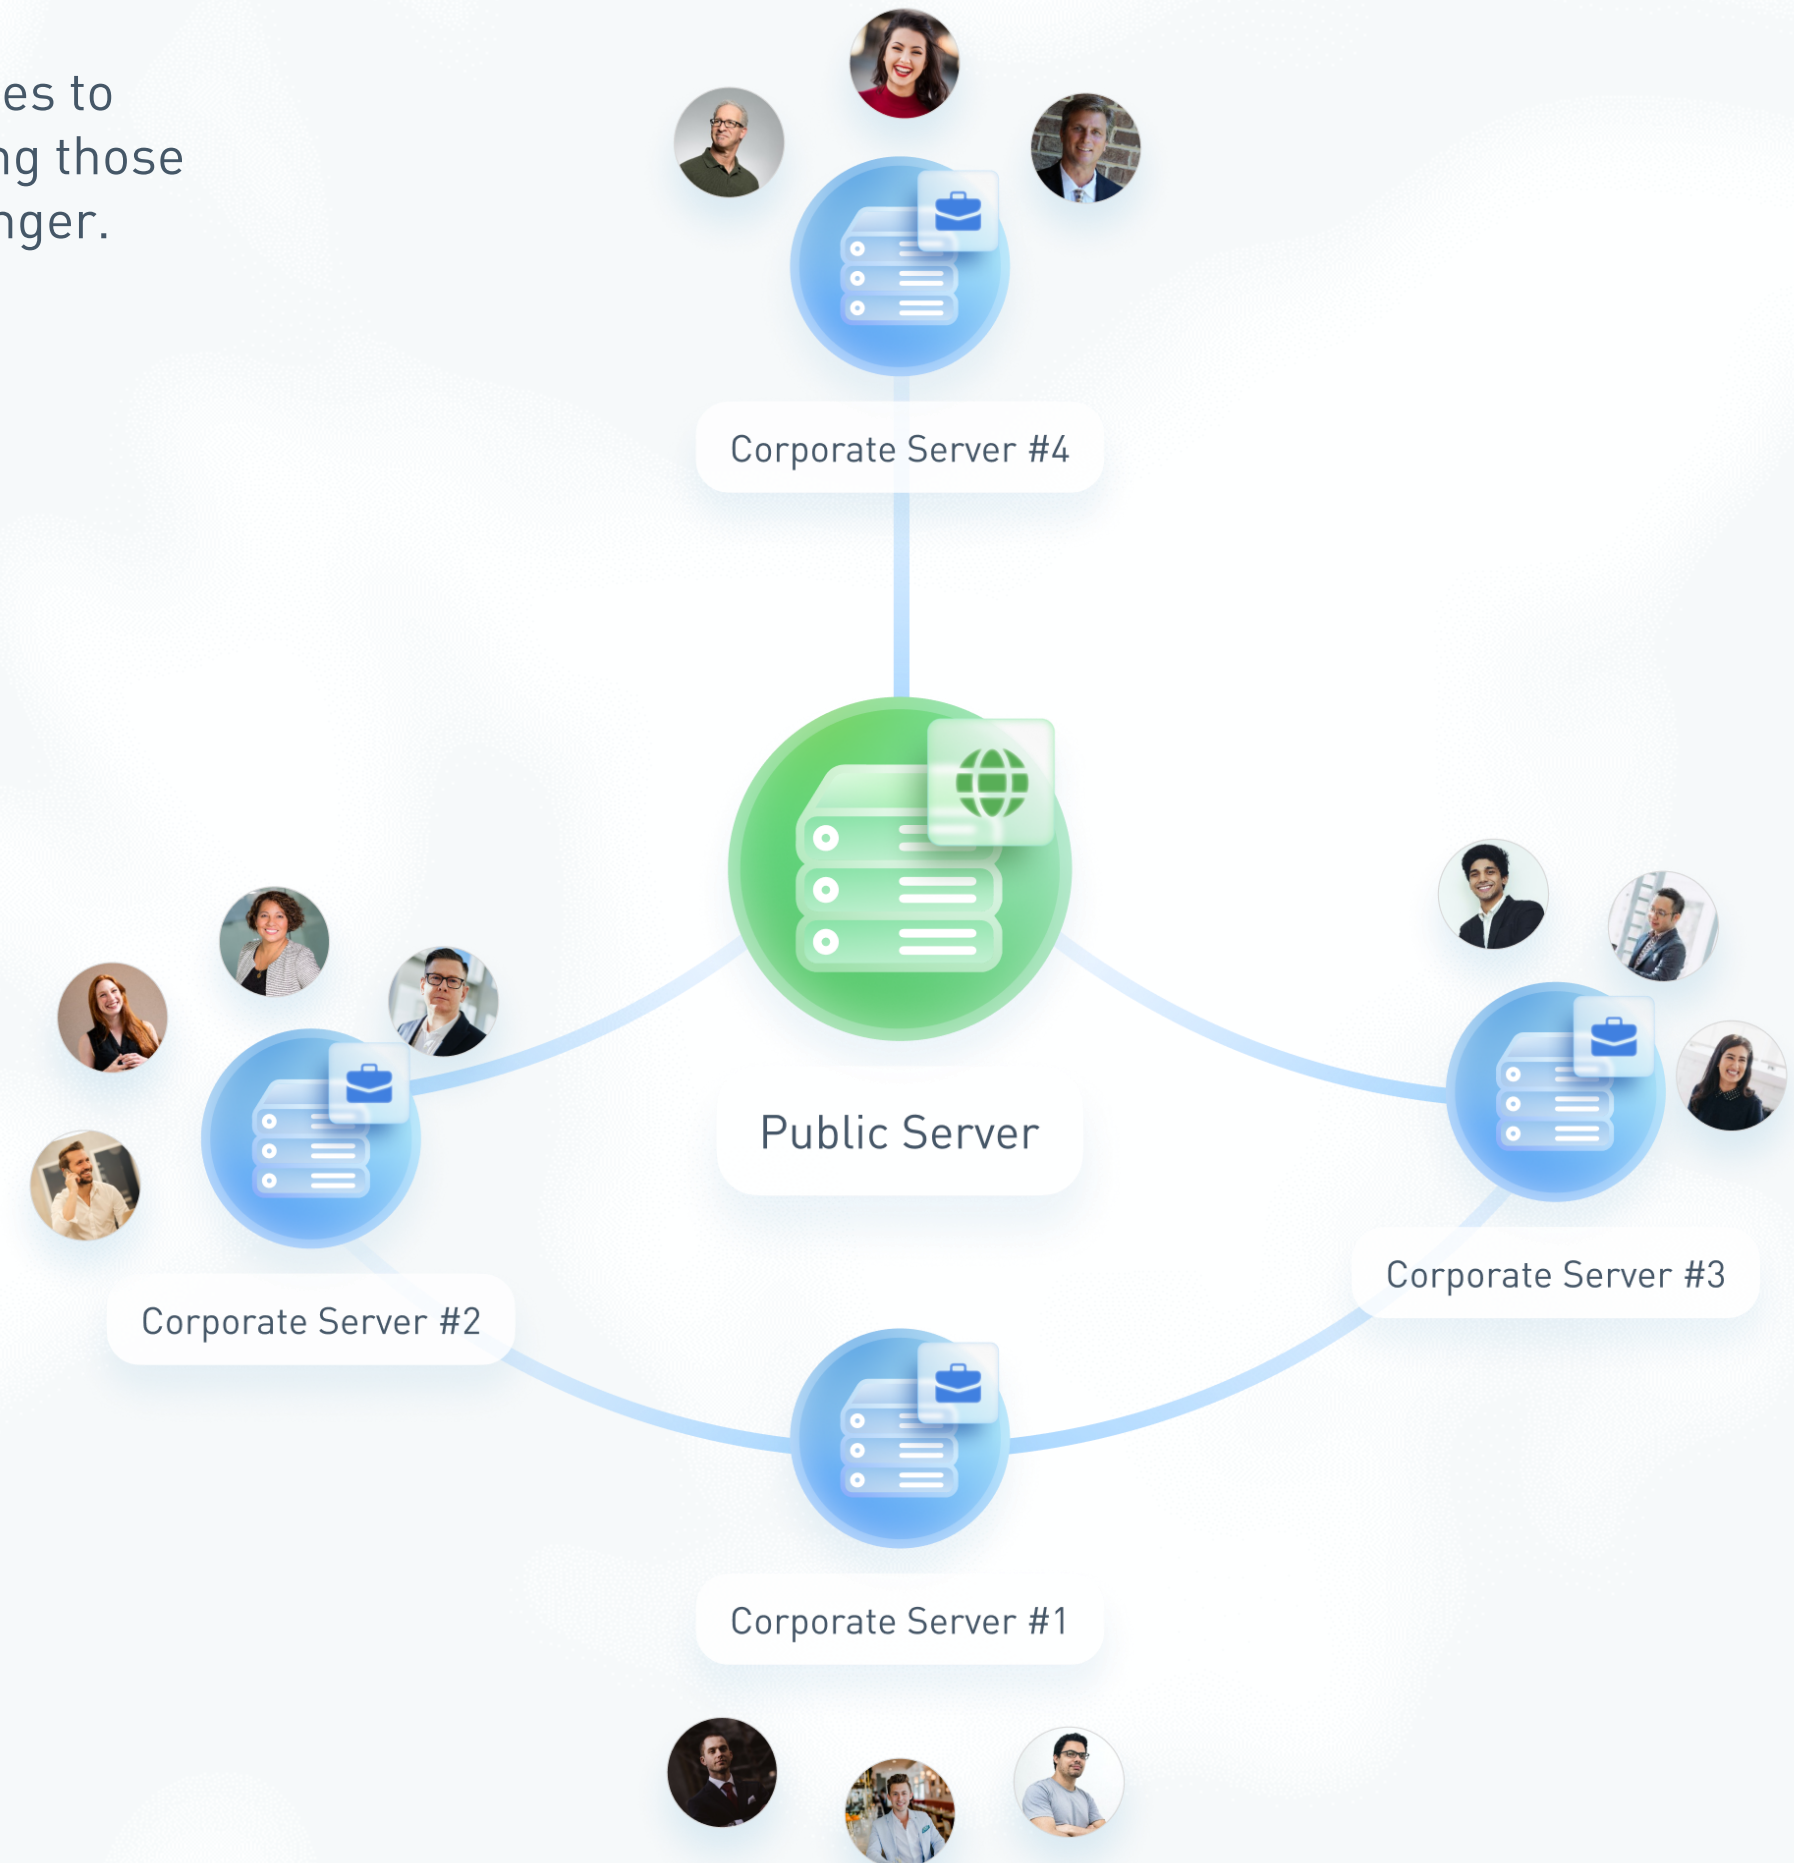 es to
ng those
nger.
Corporate Server #4
Public Server
Corporate Server #3
Corporate Server #2
Corporate Server #1